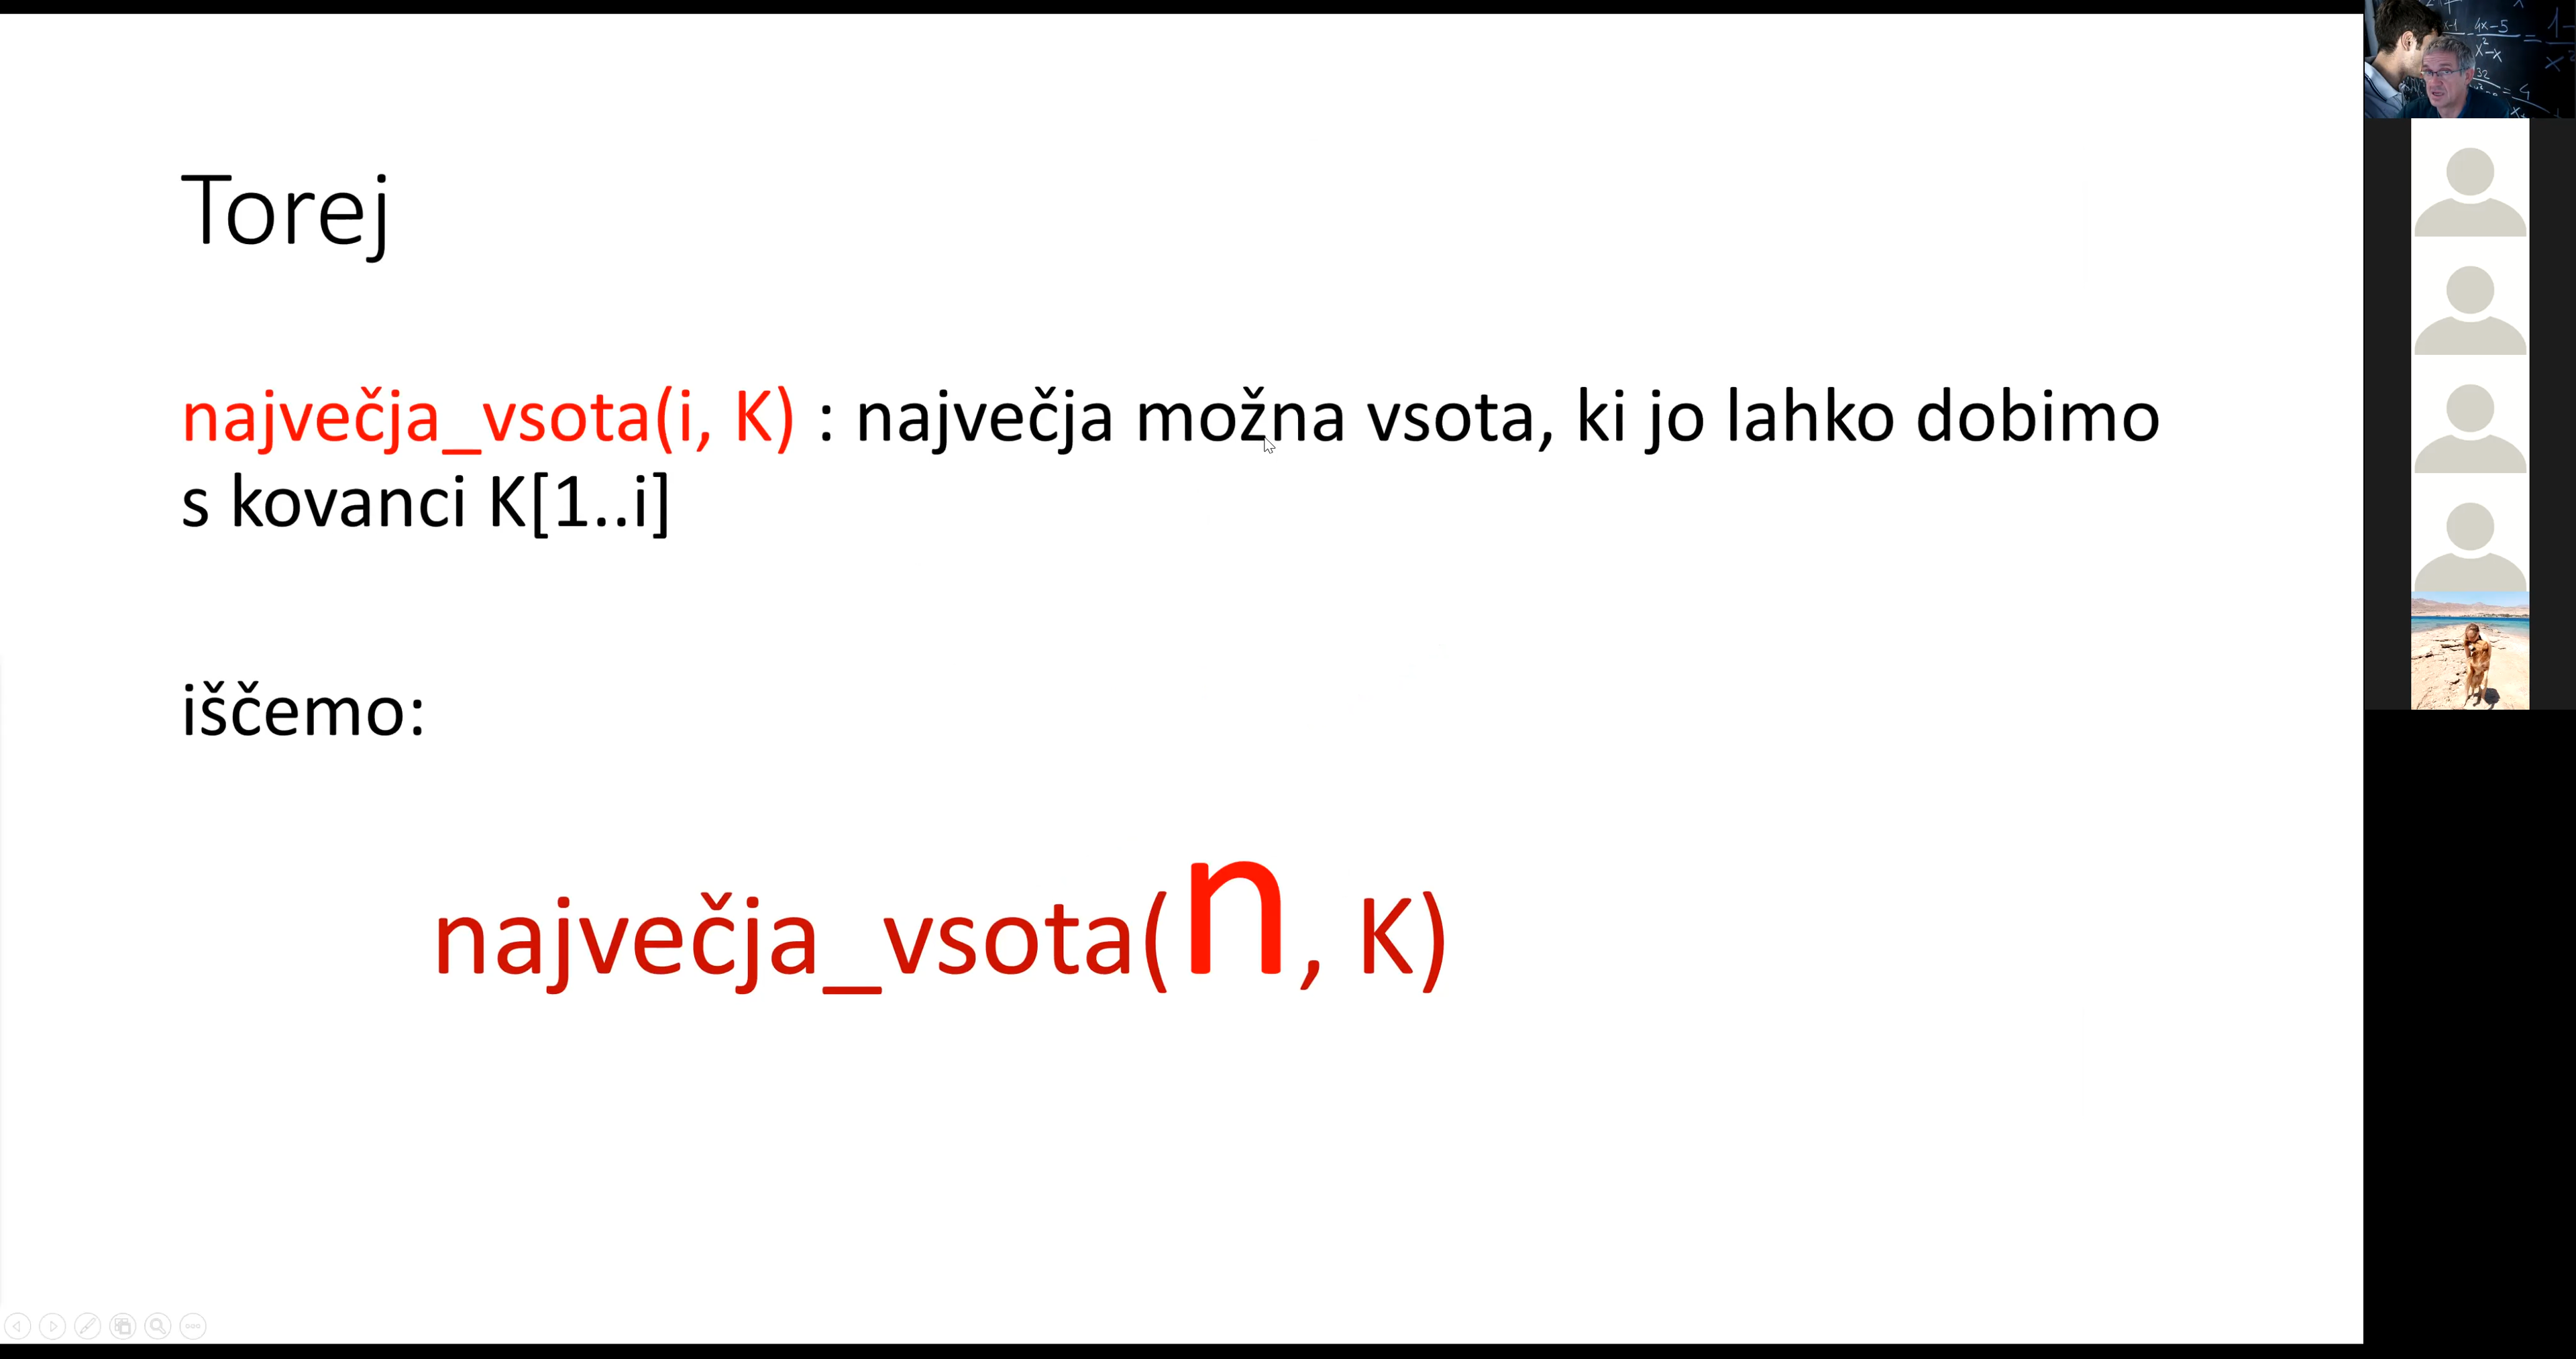 Torej
največja_vsota(i, K) : največja možna vsota, ki jo lahko dobimo
s kovanci K[1..i]
iščemo:
največja_vsota(n, K)